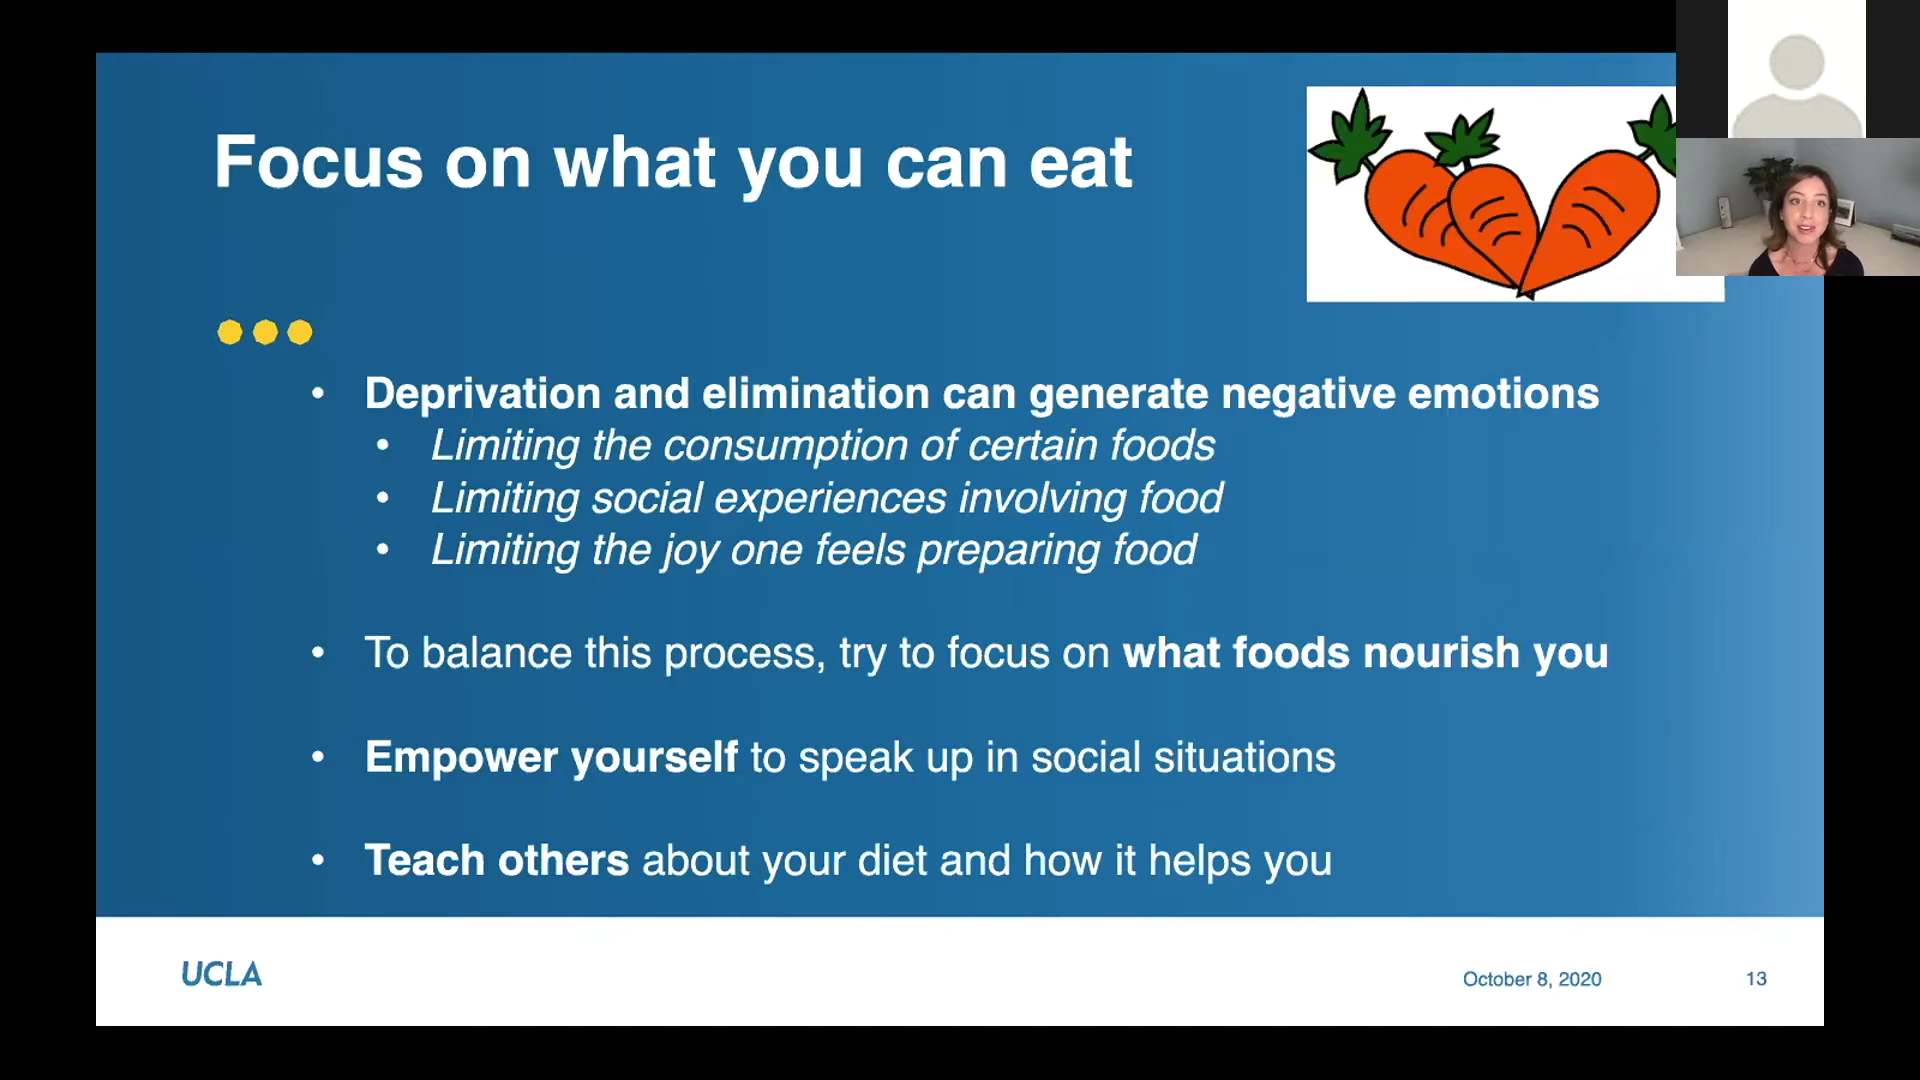 Focus on what you can eat
• Deprivation and elimination can generate negative emotions
• Limiting the consumption of certain foods
• Limiting social experiences involving food
• Limiting the joy one feels preparing food
• To balance this process, try to focus on what foods nourish you
• Empower yourself to speak up in social situations
• Teach others about your diet and how it helps you
UCLA
October 8, 2020
13